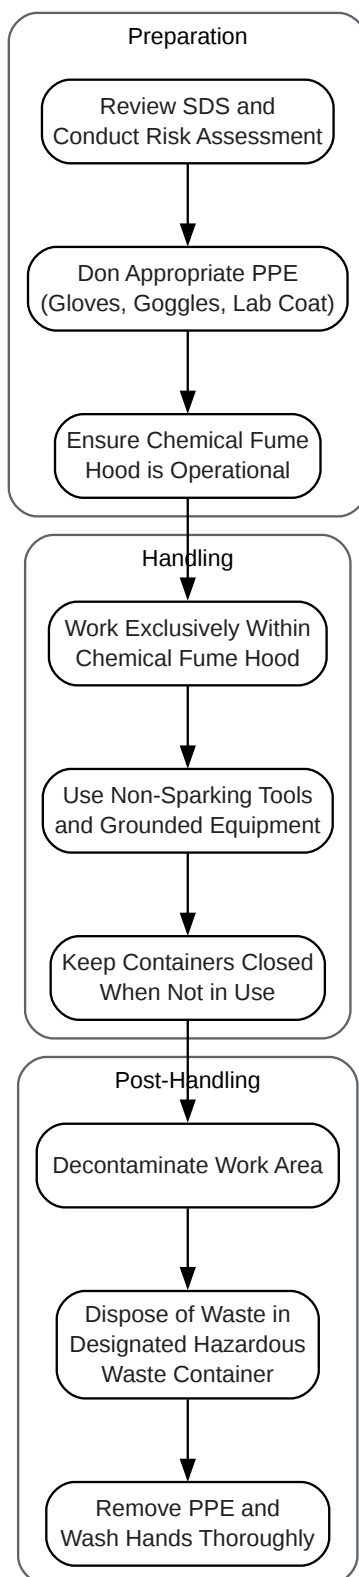 Preparation
Review SDS and
Conduct Risk Assessment
Don Appropriate PPE
(Gloves, Goggles, Lab Coat)
Ensure Chemical Fume
Hood is Operational
Handling
Work Exclusively Within
Chemical Fume Hood
Use Non-Sparking Tools
and Grounded Equipment
Keep Containers Closed
When Not in Use
Post-Handling
Decontaminate Work Area
Dispose of Waste in
Designated Hazardous
Waste Container
Remove PPE and
Wash Hands Thoroughly